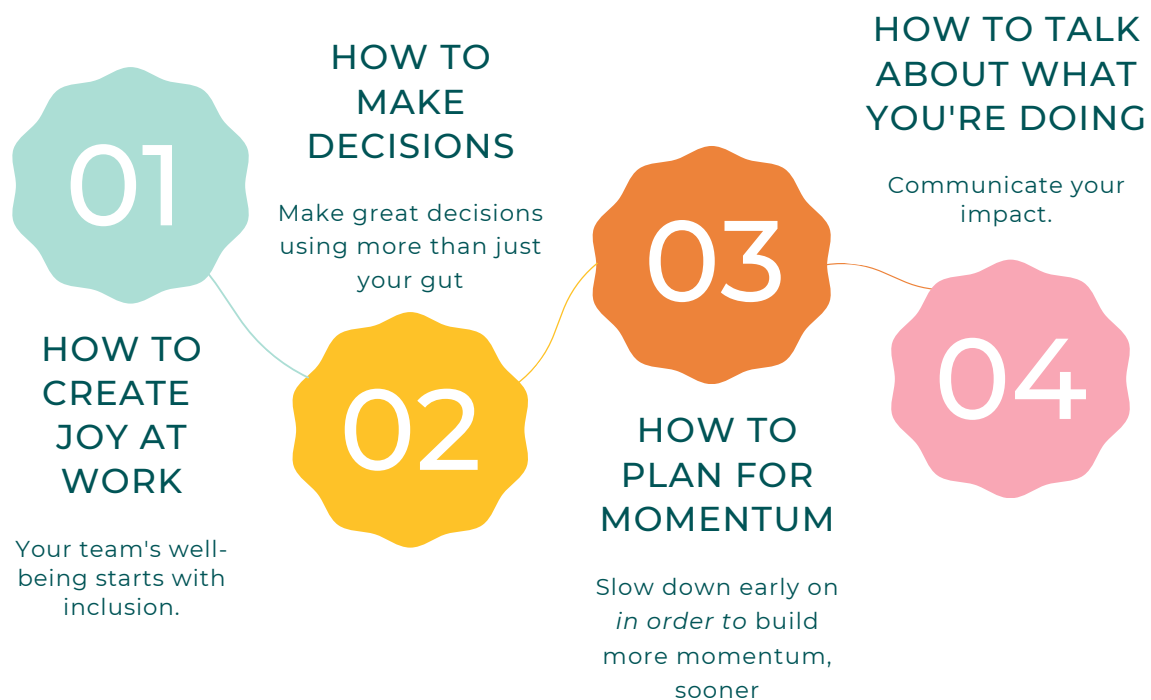 01
HOW TO
CREATE
JOY AT
WORK
Your team's well-
being starts with
inclusion.
HOW TO
MAKE
DECISIONS
Make great decisions
using more than just
your gut
02
03
HOW TO
PLAN FOR
MOMENTUM
Slow down early on
in order to build
more momentum,
sooner
HOW TO TALK
ABOUT WHAT
YOU'RE DOING
Communicate your
impact.
04